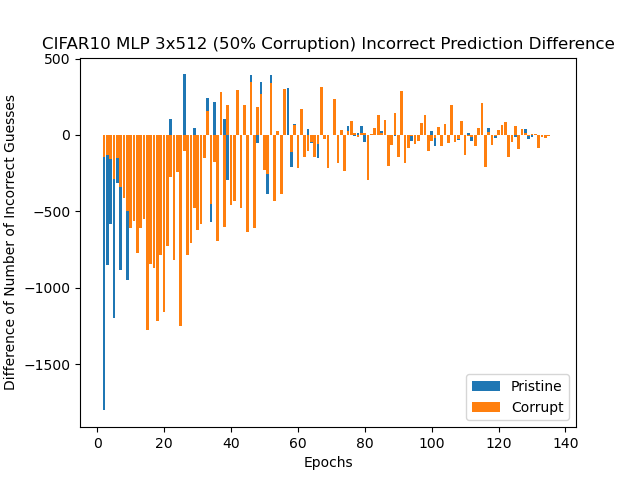 CIFAR10 MLP 3x512 (50% Corruption) Incorrect Prediction Difference
Difference of Number of Incorrect Guesses
500
0
−500
−1000
−1500
0 20 40 60 80 100 120 140
Epochs
Pristine
Corrupt